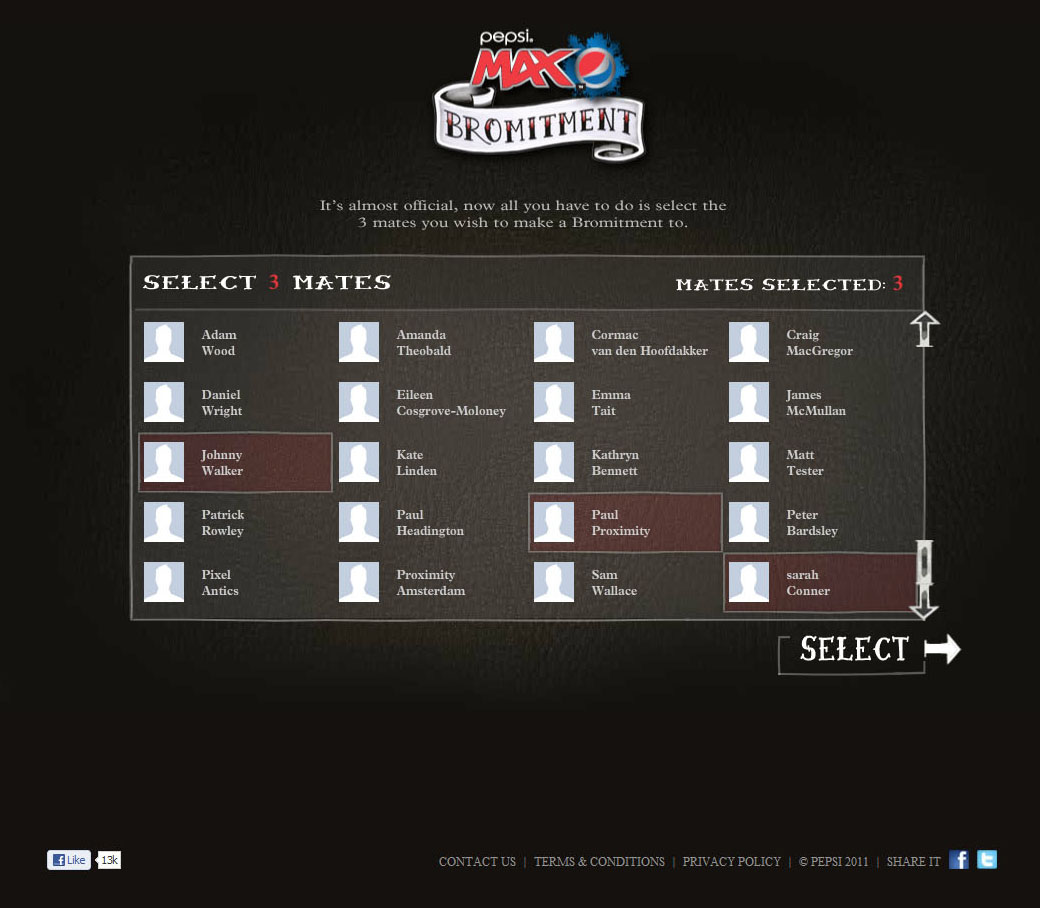 pepsi.
MAX
BROMITMENT
It's almost official, now all you have to do is select the
3 mates you wish to make a Bromitment to.
SELECT 3 MATES
MATES SELECTED: 3
Adam
Wood
Amanda
Theobald
Cormac
van den Hoofdakker
Craig
MacGregor
Daniel
Wright
Eileen
Cosgrove-Moloney
Emma
Tait
James
McMullan
Johnny
Walker
Kate
Linden
Kathryn
Bennett
Matt
Tester
Patrick
Rowley
Paul
Headington
Paul
Proximity
Peter
Bardsley
Pixel
Antics
Proximity
Amsterdam
Sam
Wallace
sarah
Conner
SELECT
Like 13k
CONTACT US | TERMS & CONDITIONS | PRIVACY POLICY | © PEPSI 2011 | SHARE IT